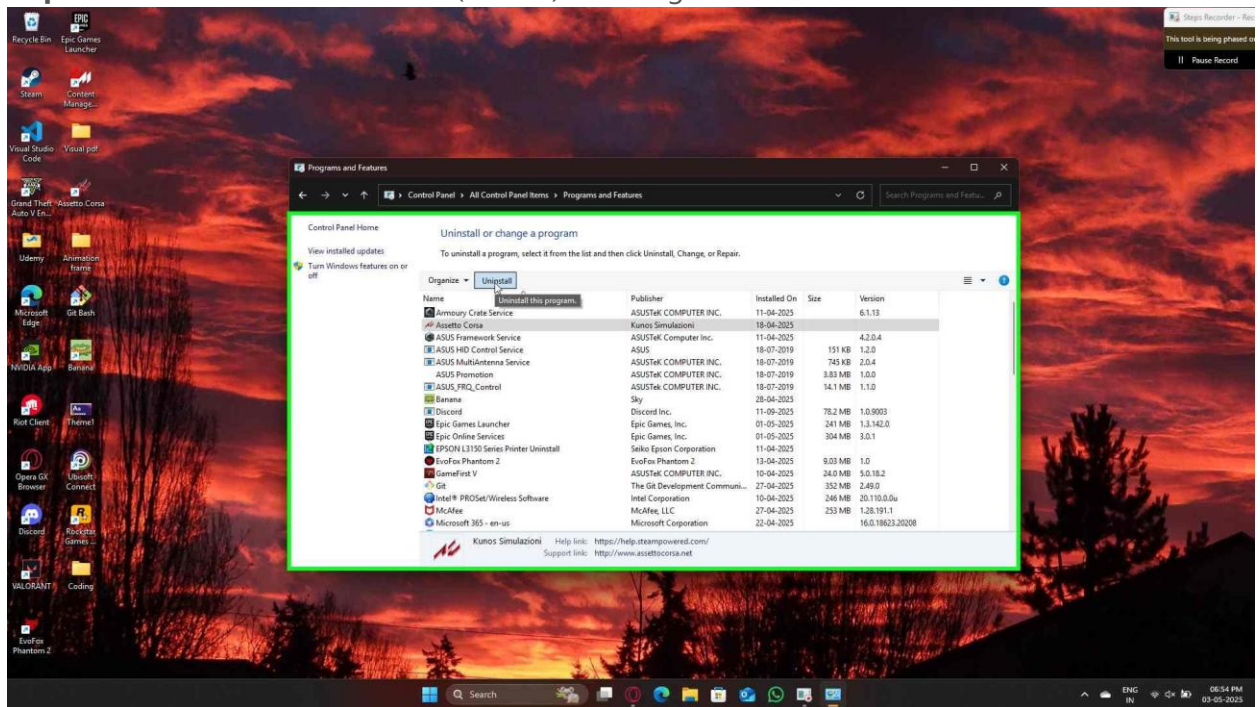 Recycle Bin
Epic Games
Launcher
Steam
Content
Manage...
Visual Studio
Code
Visual pdf
Grand Theft
Auto V En...
Assetto Corsa
Udemy
Animation
frame
Microsoft
Edge
Git Bash
NVIDIA App
Banana
Riot Client
Theme1
Opera GX
Browser
Ubisoft
Connect
Discord
Rockstar
Games ...
VALORANT
Coding
EvoFox
Phantom 2
Steps Recorder - Rec
This tool is being phased o
Pause Record
Programs and Features
Control Panel > All Control Panel Items > Programs and Features
Search Programs and Featu...
Control Panel Home
View installed updates
Turn Windows features on or
off
Uninstall or change a program
To uninstall a program, select it from the list and then click Uninstall, Change, or Repair.
Organize Uninstall
Uninstall this program.
Name Publisher Installed On Size Version
Armoury Crate Service ASUSTeK COMPUTER INC. 11-04-2025 6.1.13
Assetto Corsa Kunos Simulazioni 18-04-2025
ASUS Framework Service ASUSTeK Computer Inc. 11-04-2025 4.2.0.4
ASUS HID Control Service ASUS 18-07-2019 151 KB 1.2.0
ASUS MultiAntenna Service ASUSTeK COMPUTER INC. 18-07-2019 745 KB 2.0.4
ASUS Promotion ASUSTeK COMPUTER INC. 18-07-2019 3.83 MB 1.0.0
ASUS_FRQ_Control ASUSTeK COMPUTER INC. 18-07-2019 14.1 MB 1.1.0
Banana Sky 28-04-2025
Discord Discord Inc. 11-09-2025 78.2 MB 1.0.9003
Epic Games Launcher Epic Games, Inc. 01-05-2025 241 MB 1.3.142.0
Epic Online Services Epic Games, Inc. 01-05-2025 304 MB 3.0.1
EPSON L3150 Series Printer Uninstall Seiko Epson Corporation 11-04-2025
EvoFox Phantom 2 EvoFox Phantom 2 13-04-2025 9.03 MB 1.0
GameFirst V ASUSTeK COMPUTER INC. 10-04-2025 24.0 MB 5.0.18.2
Git The Git Development Communi... 27-04-2025 352 MB 2.49.0
Intel® PROSet/Wireless Software Intel Corporation 10-04-2025 246 MB 20.110.0.0u
McAfee McAfee, LLC 27-04-2025 253 MB 1.28.191.1
Microsoft 365 - en-us Microsoft Corporation 22-04-2025 16.0.18623.20208
Kunos Simulazioni Help link: https://help.steampowered.com/
Support link: http://www.assettocorsa.net
Search
ENG
IN
06:54 PM
03-05-2025